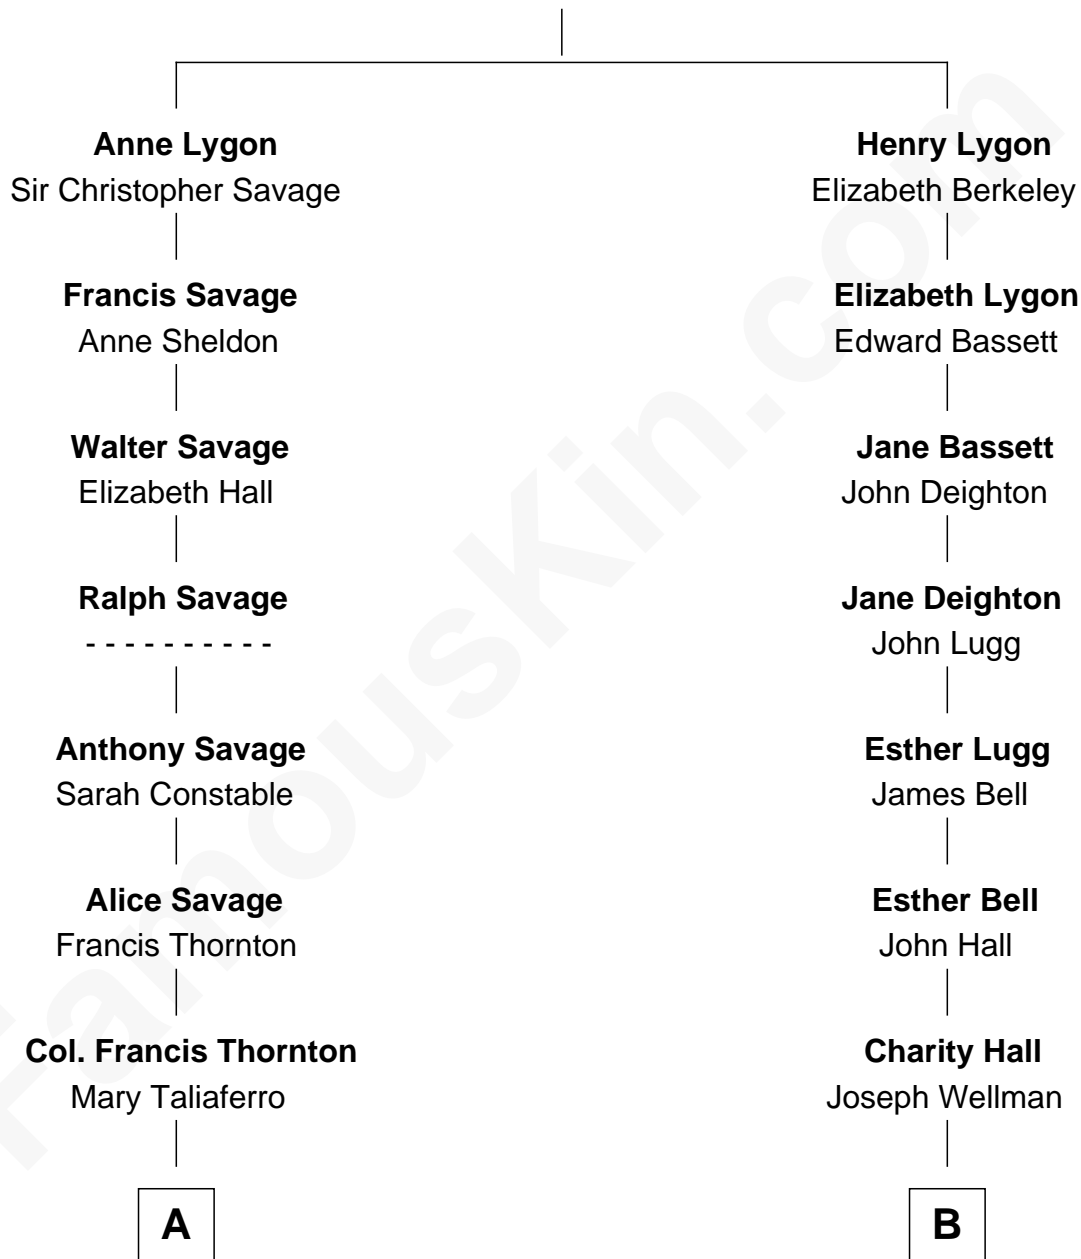 Anne Lygon
Sir Christopher Savage
Francis Savage
Anne Sheldon
Walter Savage
Elizabeth Hall
Ralph Savage
- - - - - - - - - -
Anthony Savage
Sarah Constable
Alice Savage
Francis Thornton
Col. Francis Thornton
Mary Taliaferro
A
Henry Lygon
Elizabeth Berkeley
Elizabeth Lygon
Edward Bassett
Jane Bassett
John Deighton
Jane Deighton
John Lugg
Esther Lugg
James Bell
Esther Bell
John Hall
Charity Hall
Joseph Wellman
B
FamousKin.com